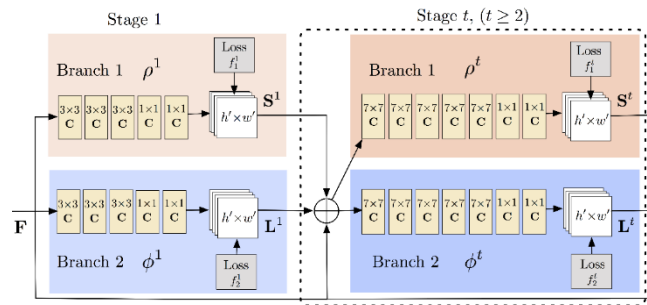 Stage 1
Stage t, (t ≥ 2)
Branch 1 ρ¹
Loss
f₁¹
3×3 3×3 3×3 1×1 1×1
C C C C C
h′×w′
S¹
Branch 1 ρᵗ
Loss
f₁ᵗ
7×7 7×7 7×7 7×7 7×7 1×1 1×1
C C C C C C C
h′×w′
Sᵗ
F
3×3 3×3 3×3 1×1 1×1
C C C C C
h′×w′
L¹
Branch 2 ϕ¹
Loss
f₂¹
7×7 7×7 7×7 7×7 7×7 1×1 1×1
C C C C C C C
h′×w′
Lᵗ
Branch 2 ϕᵗ
Loss
f₂ᵗ